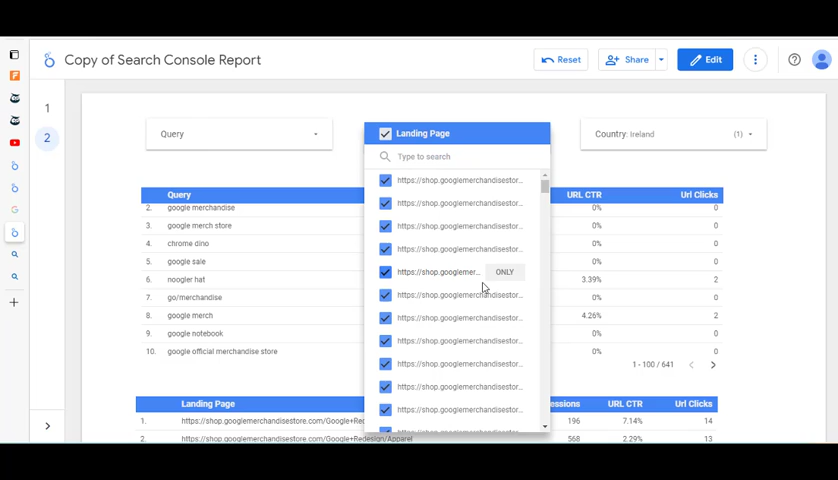 Copy of Search Console Report
Reset
Share
Edit
1
2
Query
Landing Page
Type to search
Country: Ireland (1)
Query URL CTR Url Clicks
2. google merchandise 0% 0
3. google merch store 0% 0
4. chrome dino 0% 0
5. google sale 0% 0
6. noogler hat 3.39% 2
7. go/merchandise 0% 0
8. google merch 4.26% 2
9. google notebook 0% 0
10. google official merchandise store 0% 0
1 - 100 / 641
https://shop.googlemerchandisestor...
https://shop.googlemerchandisestor...
https://shop.googlemerchandisestor...
https://shop.googlemerchandisestor...
https://shop.googlemer... ONLY
https://shop.googlemerchandisestor...
https://shop.googlemerchandisestor...
https://shop.googlemerchandisestor...
https://shop.googlemerchandisestor...
https://shop.googlemerchandisestor...
https://shop.googlemerchandisestor...
Landing Page URL CTR Url Clicks
1. https://shop.googlemerchandisestore.com/Google+Re 196 7.14% 14
2. https://shop.googlemerchandisestore.com/Google+Redesign/Apparel 568 2.29% 13